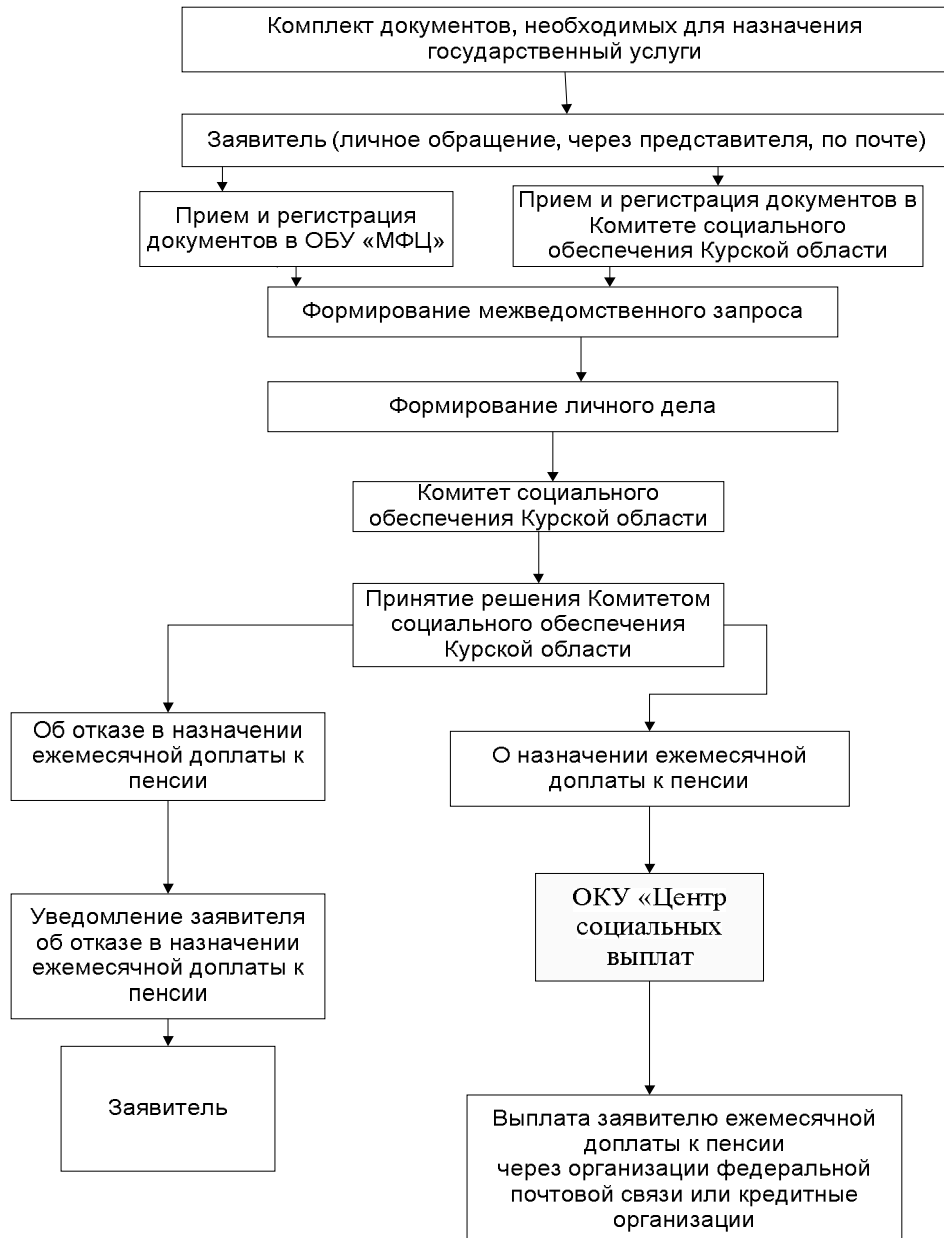 Комплект документов, необходимых для назначения
государственный услуги
Заявитель (личное обращение, через представителя, по почте)
Прием и регистрация
документов в ОБУ «МФЦ»
Прием и регистрация документов в
Комитете социального
обеспечения Курской области
Формирование межведомственного запроса
Формирование личного дела
Комитет социального
обеспечения Курской области
Принятие решения Комитетом
социального обеспечения
Курской области
Об отказе в назначении
ежемесячной доплаты к
пенсии
О назначении ежемесячной
доплаты к пенсии
Уведомление заявителя
об отказе в назначении
ежемесячной доплаты к
пенсии
ОКУ «Центр
социальных
выплат
Заявитель
Выплата заявителю ежемесячной
доплаты к пенсии
через организации федеральной
почтовой связи или кредитные
организации